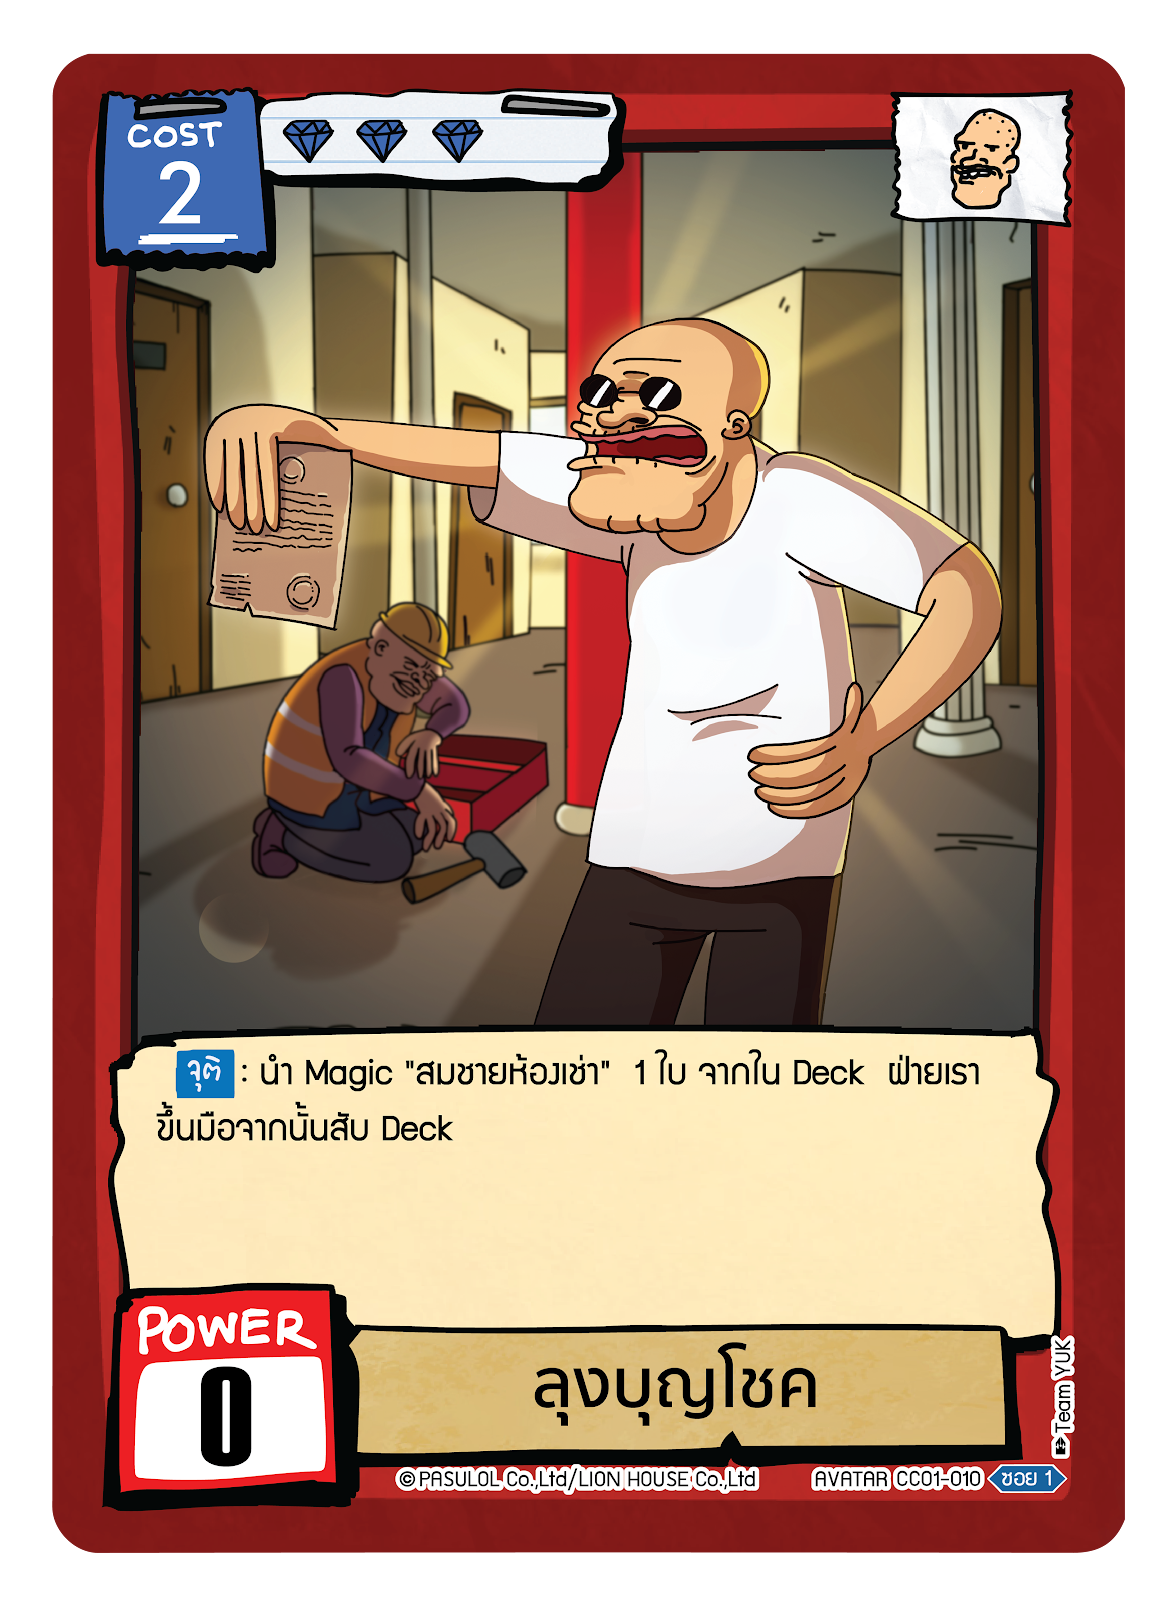 COST
2
จุติ : นำ Magic "สมชายห้องเช่า" 1 ใบ จากใน Deck ฝ่ายเรา
ขึ้นมือจากนั้นสับ Deck
POWER
0
ลุงบุญโชค
Team YUK
© PASULOL Co.,Ltd/LION HOUSE Co.,Ltd
AVATAR CC01-010 ซอย 1